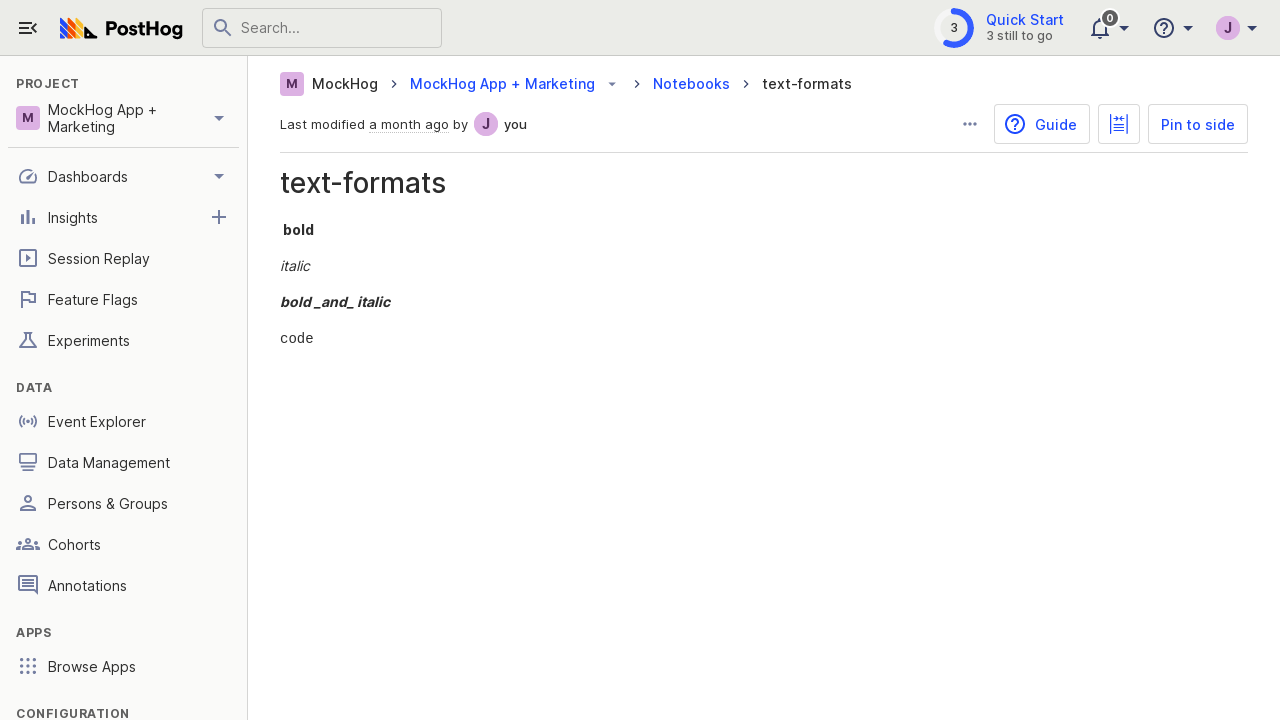 PostHog
Search...
3
Quick Start
3 still to go
0
J
PROJECT
M
MockHog App +
Marketing
Dashboards
Insights
Session Replay
Feature Flags
Experiments
DATA
Event Explorer
Data Management
Persons & Groups
Cohorts
Annotations
APPS
Browse Apps
CONFIGURATION
M MockHog > MockHog App + Marketing > Notebooks > text-formats
Last modified a month ago by J you
Guide
Pin to side
text-formats
bold
italic
bold _and_ italic
code